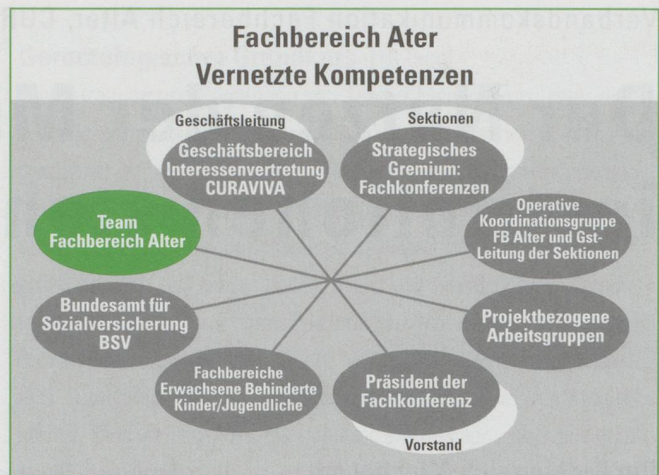 Fachbereich Ater
Vernetzte Kompetenzen
Geschäftsleitung
Geschäftsbereich
Interessenvertretung
CURAVIVA
Sektionen
Strategisches
Gremium:
Fachkonferenzen
Team
Fachbereich Alter
Operative
Koordinationsgruppe
FB Alter und Gst-
Leitung der Sektionen
Bundesamt für
Sozialversicherung
BSV
Projektbezogene
Arbeitsgruppen
Fachbereiche
Erwachsene Behinderte
Kinder/Jugendliche
Präsident der
Fachkonferenz
Vorstand